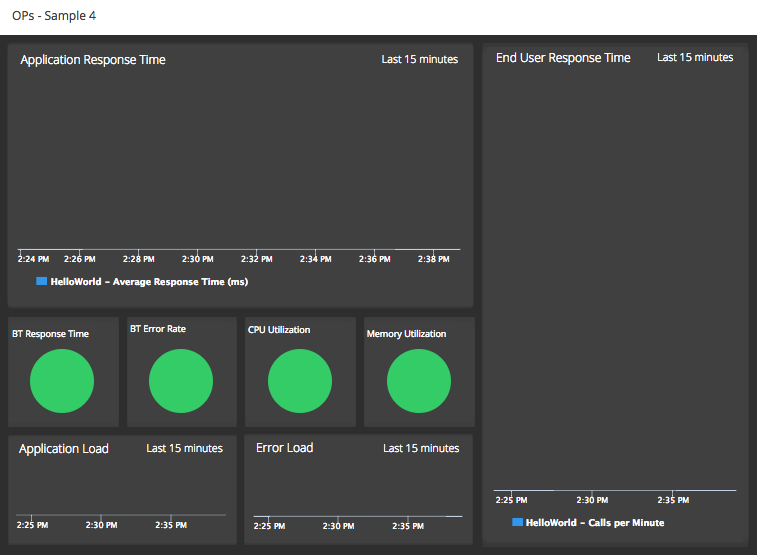 OPs - Sample 4
Application Response Time
Last 15 minutes
2:24 PM 2:26 PM 2:28 PM 2:30 PM 2:32 PM 2:34 PM 2:36 PM 2:38 PM
HelloWorld – Average Response Time (ms)
End User Response Time
Last 15 minutes
2:25 PM 2:30 PM 2:35 PM
HelloWorld – Calls per Minute
BT Response Time
BT Error Rate
CPU Utilization
Memory Utilization
Application Load
Last 15 minutes
2:25 PM 2:30 PM 2:35 PM
Error Load
Last 15 minutes
2:25 PM 2:30 PM 2:35 PM